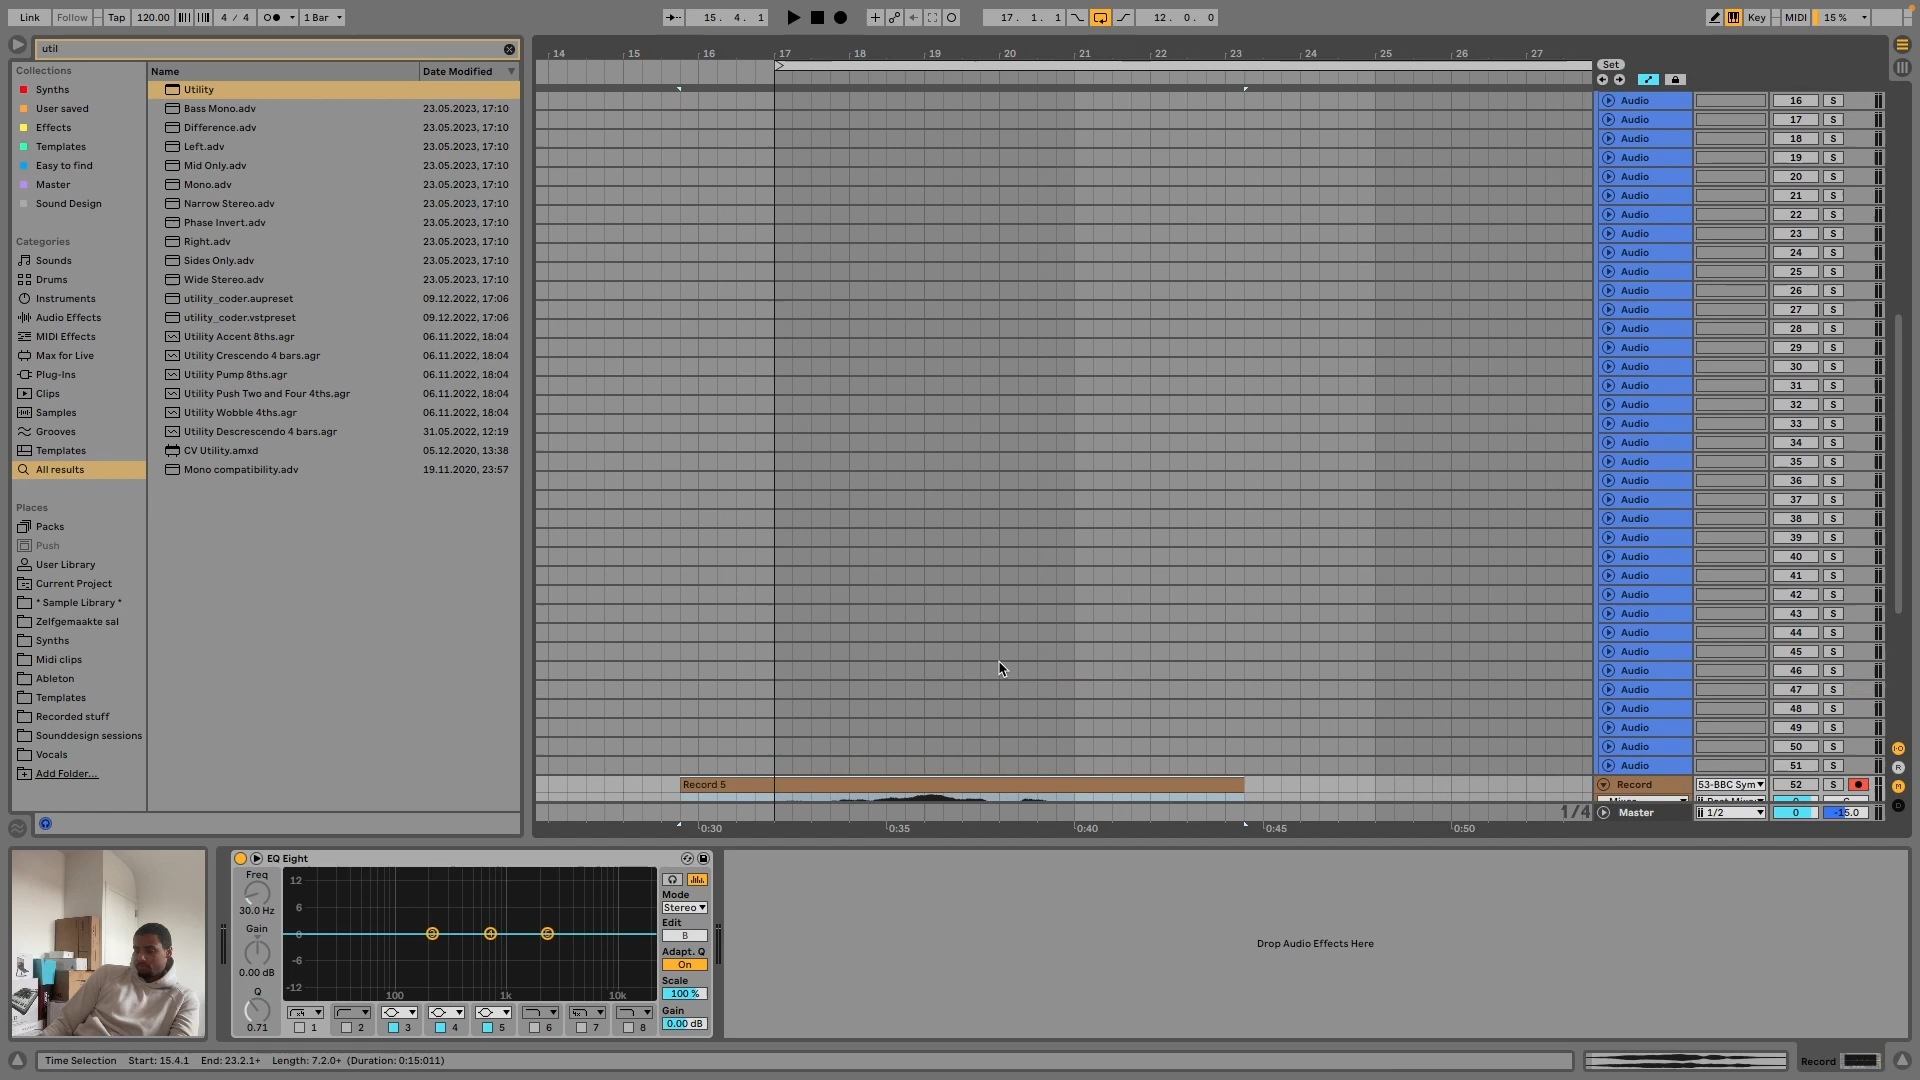 Link Follow Tap 120.00 4 / 4 1 Bar 15. 4. 1 17. 1. 1 12. 0. 0 Key MIDI 15 %
util
Collections
Synths
User saved
Effects
Templates
Easy to find
Master
Sound Design
Categories
Sounds
Drums
Instruments
Audio Effects
MIDI Effects
Max for Live
Plug-Ins
Clips
Samples
Grooves
Templates
All results
Places
Packs
Push
User Library
Current Project
* Sample Library *
Zelfgemaakte sal
Synths
Midi clips
Ableton
Templates
Recorded stuff
Sounddesign sessions
Vocals
Add Folder...
Name Date Modified
Utility
Bass Mono.adv 23.05.2023, 17:10
Difference.adv 23.05.2023, 17:10
Left.adv 23.05.2023, 17:10
Mid Only.adv 23.05.2023, 17:10
Mono.adv 23.05.2023, 17:10
Narrow Stereo.adv 23.05.2023, 17:10
Phase Invert.adv 23.05.2023, 17:10
Right.adv 23.05.2023, 17:10
Sides Only.adv 23.05.2023, 17:10
Wide Stereo.adv 23.05.2023, 17:10
utility_coder.aupreset 09.12.2022, 17:06
utility_coder.vstpreset 09.12.2022, 17:06
Utility Accent 8ths.agr 06.11.2022, 18:04
Utility Crescendo 4 bars.agr 06.11.2022, 18:04
Utility Pump 8ths.agr 06.11.2022, 18:04
Utility Push Two and Four 4ths.agr 06.11.2022, 18:04
Utility Wobble 4ths.agr 06.11.2022, 18:04
Utility Descrescendo 4 bars.agr 31.05.2022, 12:19
CV Utility.amxd 05.12.2020, 13:38
Mono compatibility.adv 19.11.2020, 23:57
14 15 16 17 18 19 20 21 22 23 24 25 26 27
Set
Audio 16 S
Audio 17 S
Audio 18 S
Audio 19 S
Audio 20 S
Audio 21 S
Audio 22 S
Audio 23 S
Audio 24 S
Audio 25 S
Audio 26 S
Audio 27 S
Audio 28 S
Audio 29 S
Audio 30 S
Audio 31 S
Audio 32 S
Audio 33 S
Audio 34 S
Audio 35 S
Audio 36 S
Audio 37 S
Audio 38 S
Audio 39 S
Audio 40 S
Audio 41 S
Audio 42 S
Audio 43 S
Audio 44 S
Audio 45 S
Audio 46 S
Audio 47 S
Audio 48 S
Audio 49 S
Audio 50 S
Audio 51 S
Record 5 Record 53-BBC Sym 52 S
1/4 Master 1/2 0 -15.0
0:30 0:35 0:40 0:45 0:50
EQ Eight
Freq
30.0 Hz
Gain
0.00 dB
Q
0.71
12
6
0
-6
-12
100 1k 10k
3 4 5
1 2 3 4 5 6 7 8
Mode
Stereo
Edit
B
Adapt. Q
On
Scale
100 %
Gain
0.00 dB
Drop Audio Effects Here
Time Selection Start: 15.4.1 End: 23.2.1+ Length: 7.2.0+ (Duration: 0:15:011)
Record